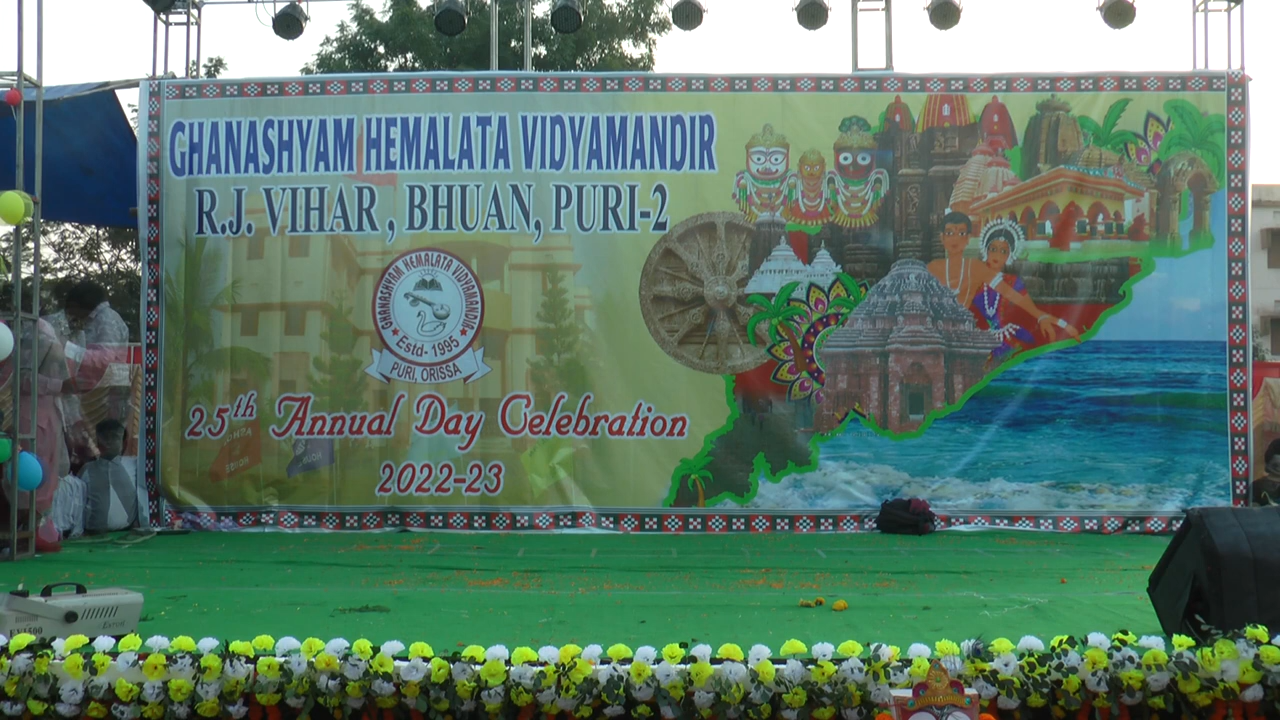 GHANASHYAM HEMALATA VIDYAMANDIR
R.J. VIHAR, BHUAN, PURI-2
GHANASHYAM HEMALATA VIDYAMANDIR
Estd- 1995
PURI, ORISSA
25th Annual Day Celebration
2022-23